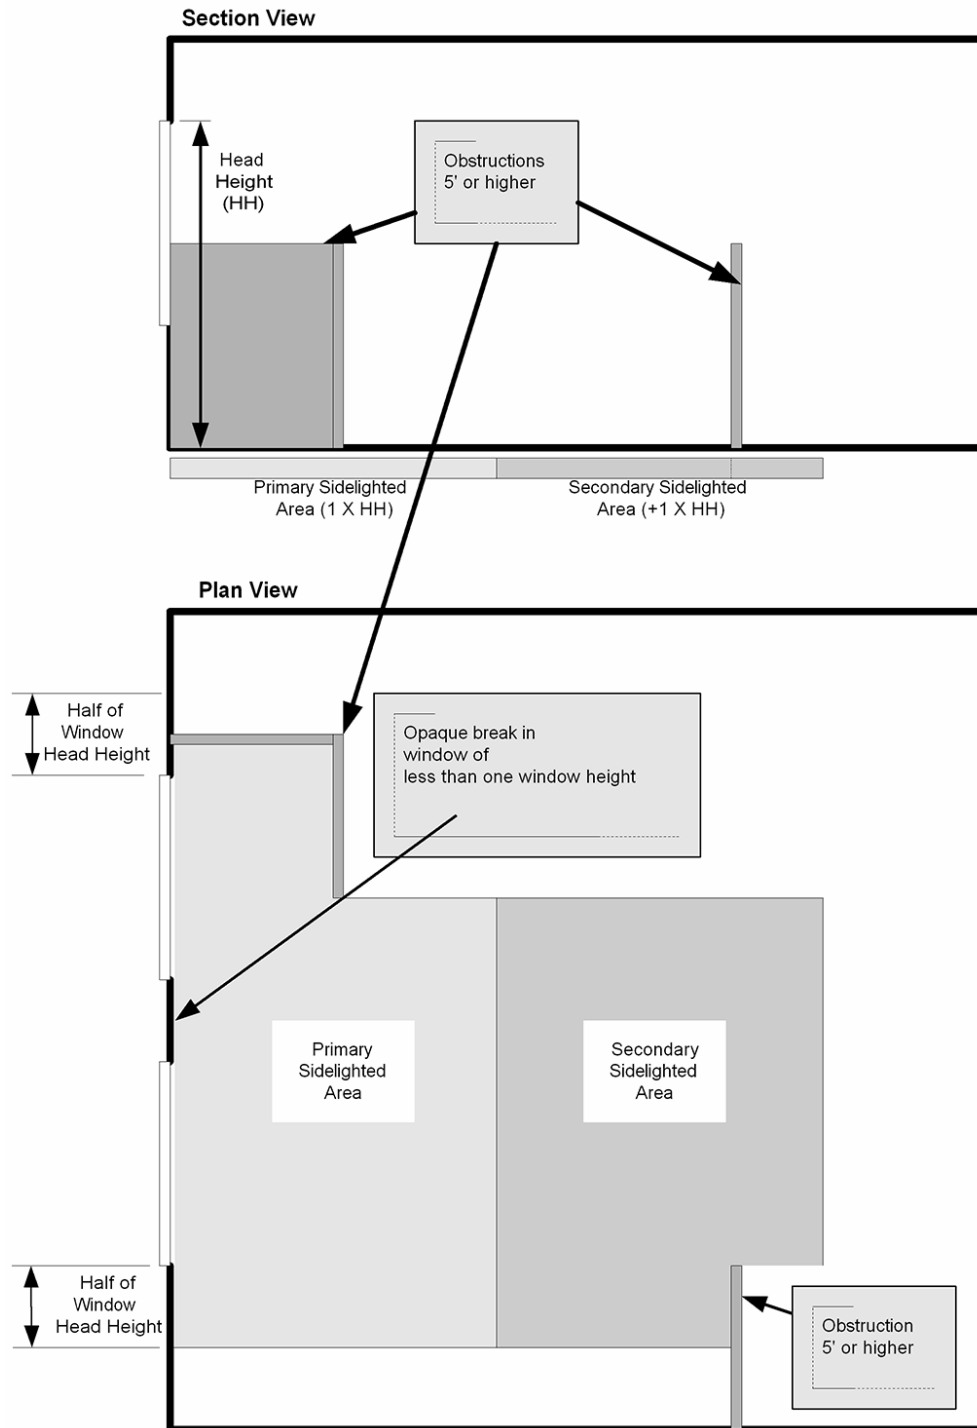 Section View
Head
Height
(HH)
Obstructions
5' or higher
Primary Sidelighted
Area (1 X HH)
Secondary Sidelighted
Area (+1 X HH)
Plan View
Half of
Window
Head Height
Opaque break in
window of
less than one window height
Primary
Sidelighted
Area
Secondary
Sidelighted
Area
Half of
Window
Head Height
Obstruction
5' or higher